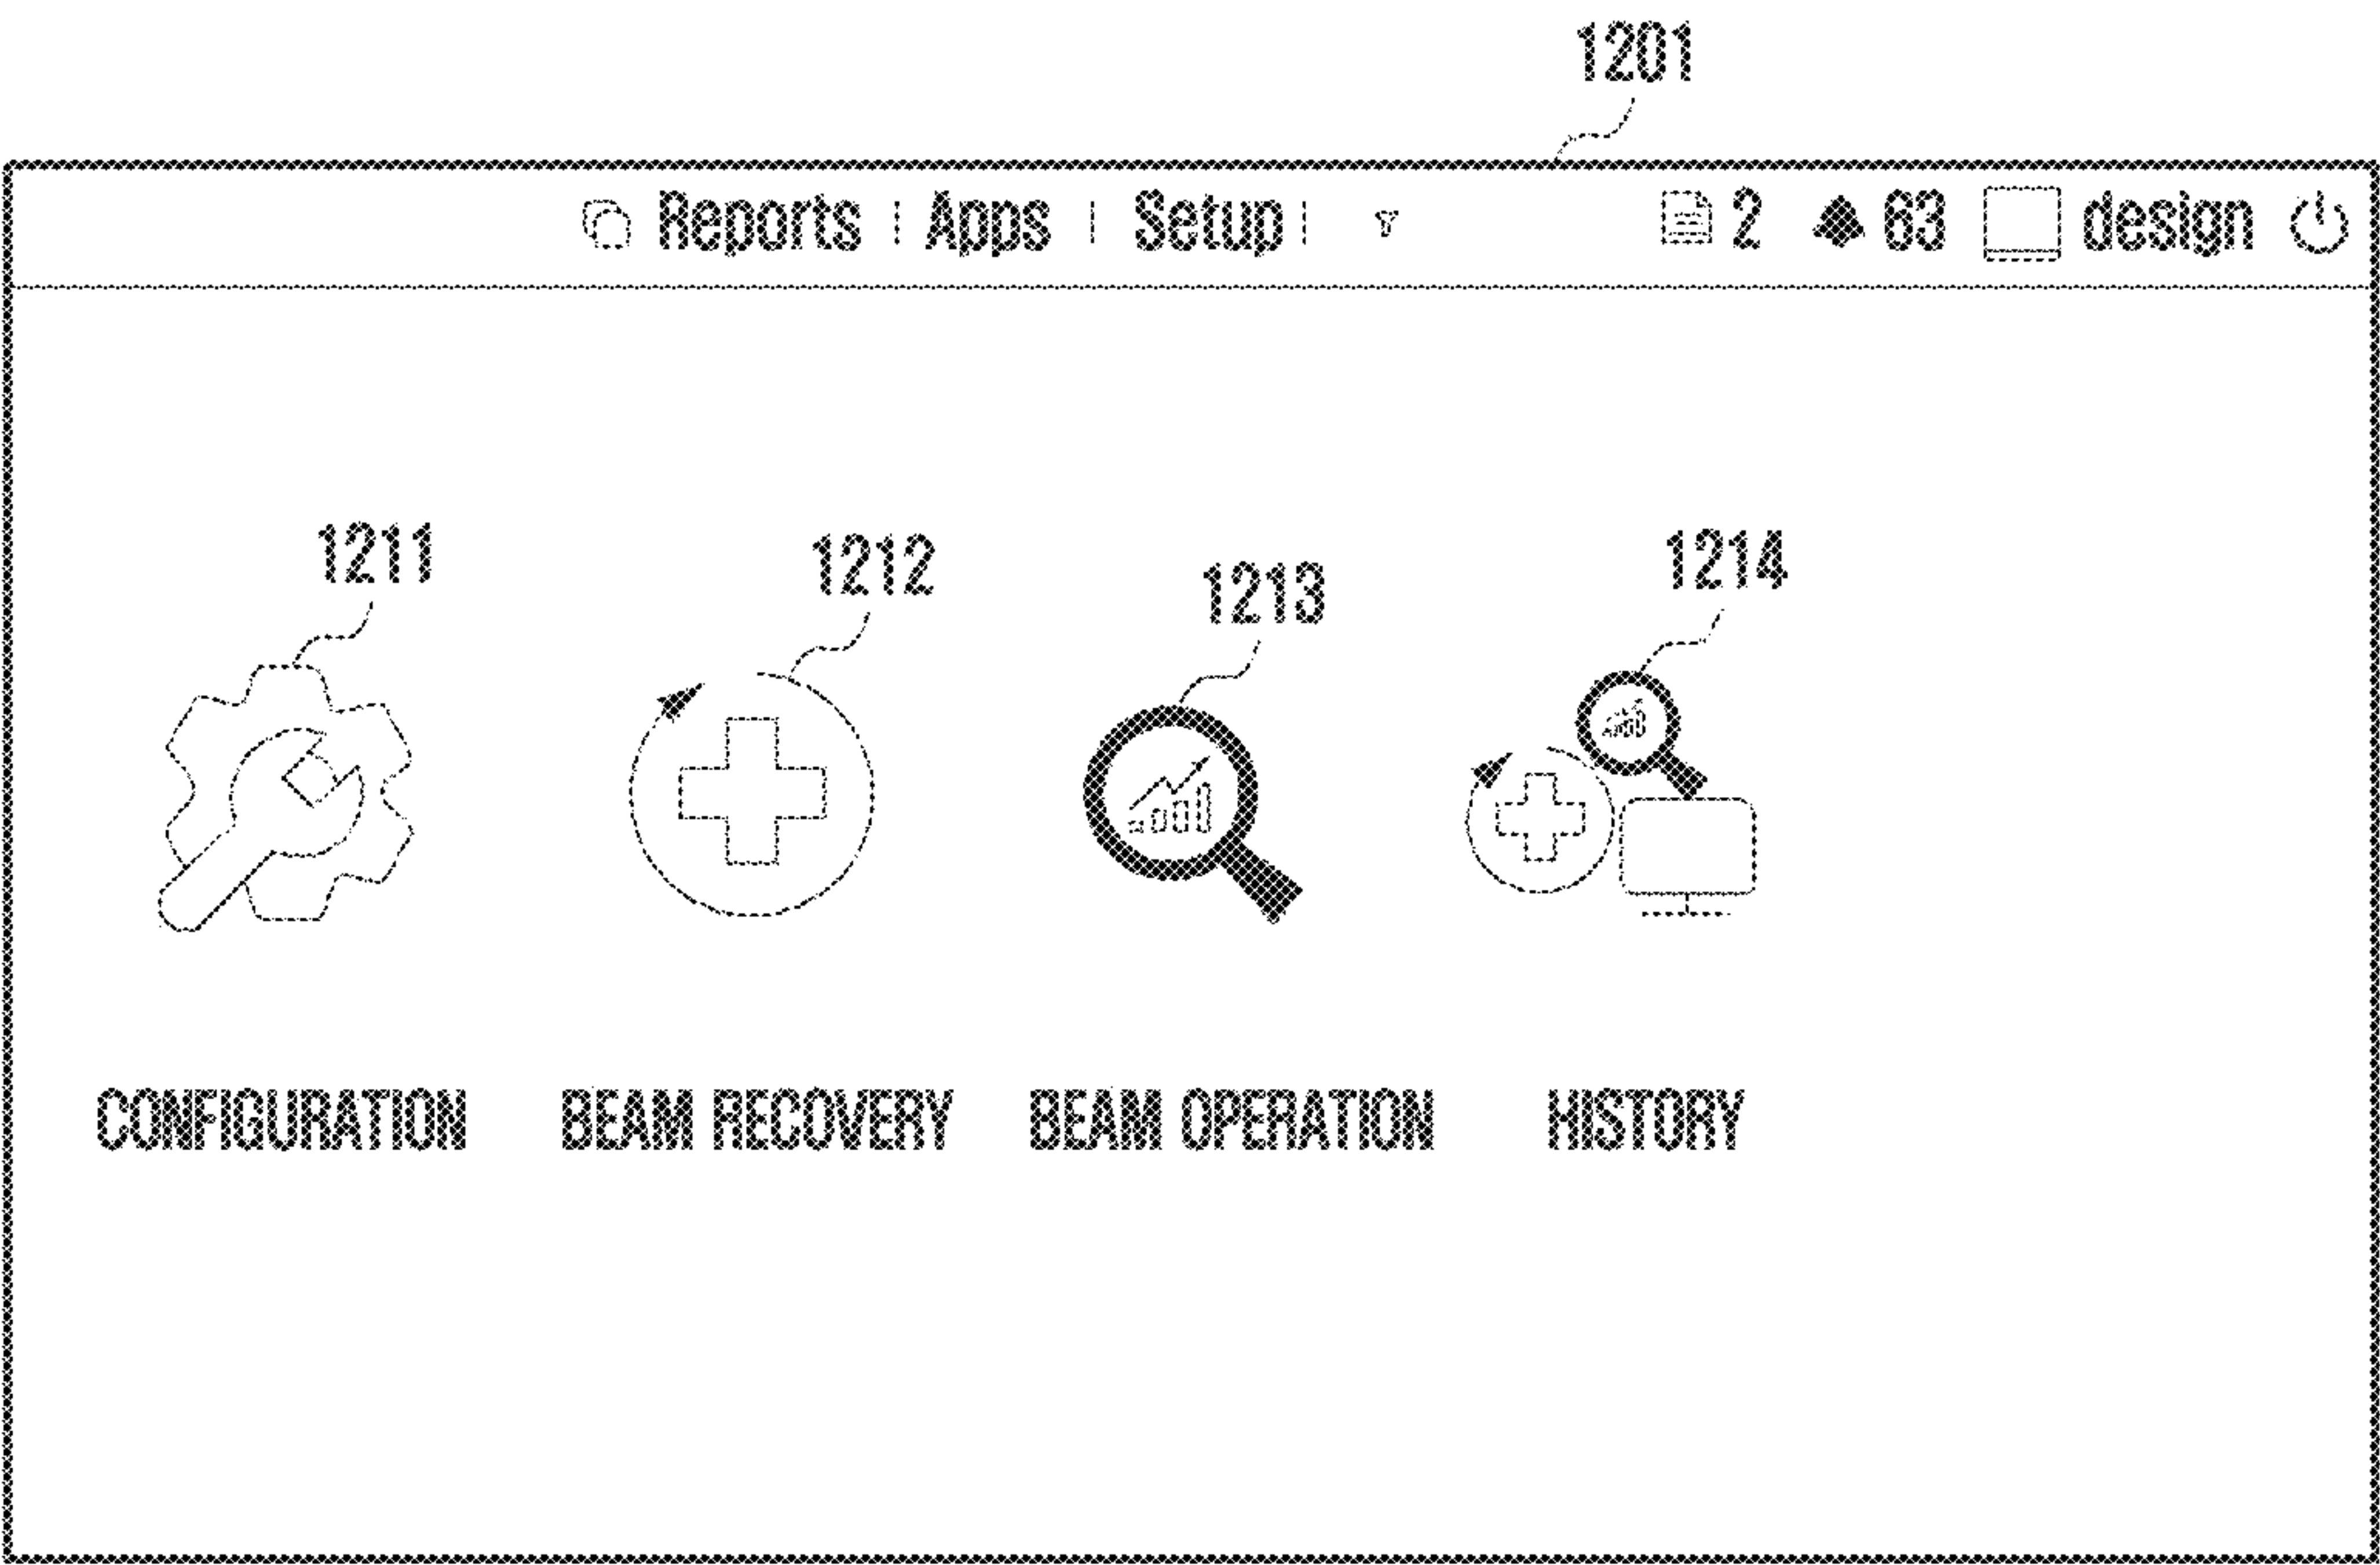 1201
Reports Apps Setup 2 63 design
1211 1212 1213 1214
CONFIGURATION BEAM RECOVERY BEAM OPERATION HISTORY